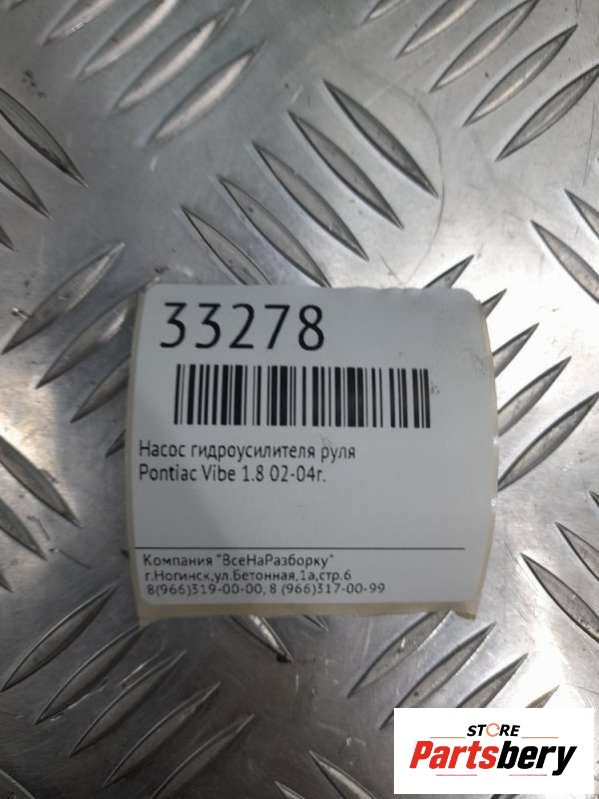 33278
Насос гидроусилителя руля
Pontiac Vibe 1.8 02-04г.
Компания "ВсеНаРазборку"
г.Ногинск,ул.Бетонная,1а,стр.6
8(966)319-00-00, 8 (966)317-00-99
STORE
Partsbery